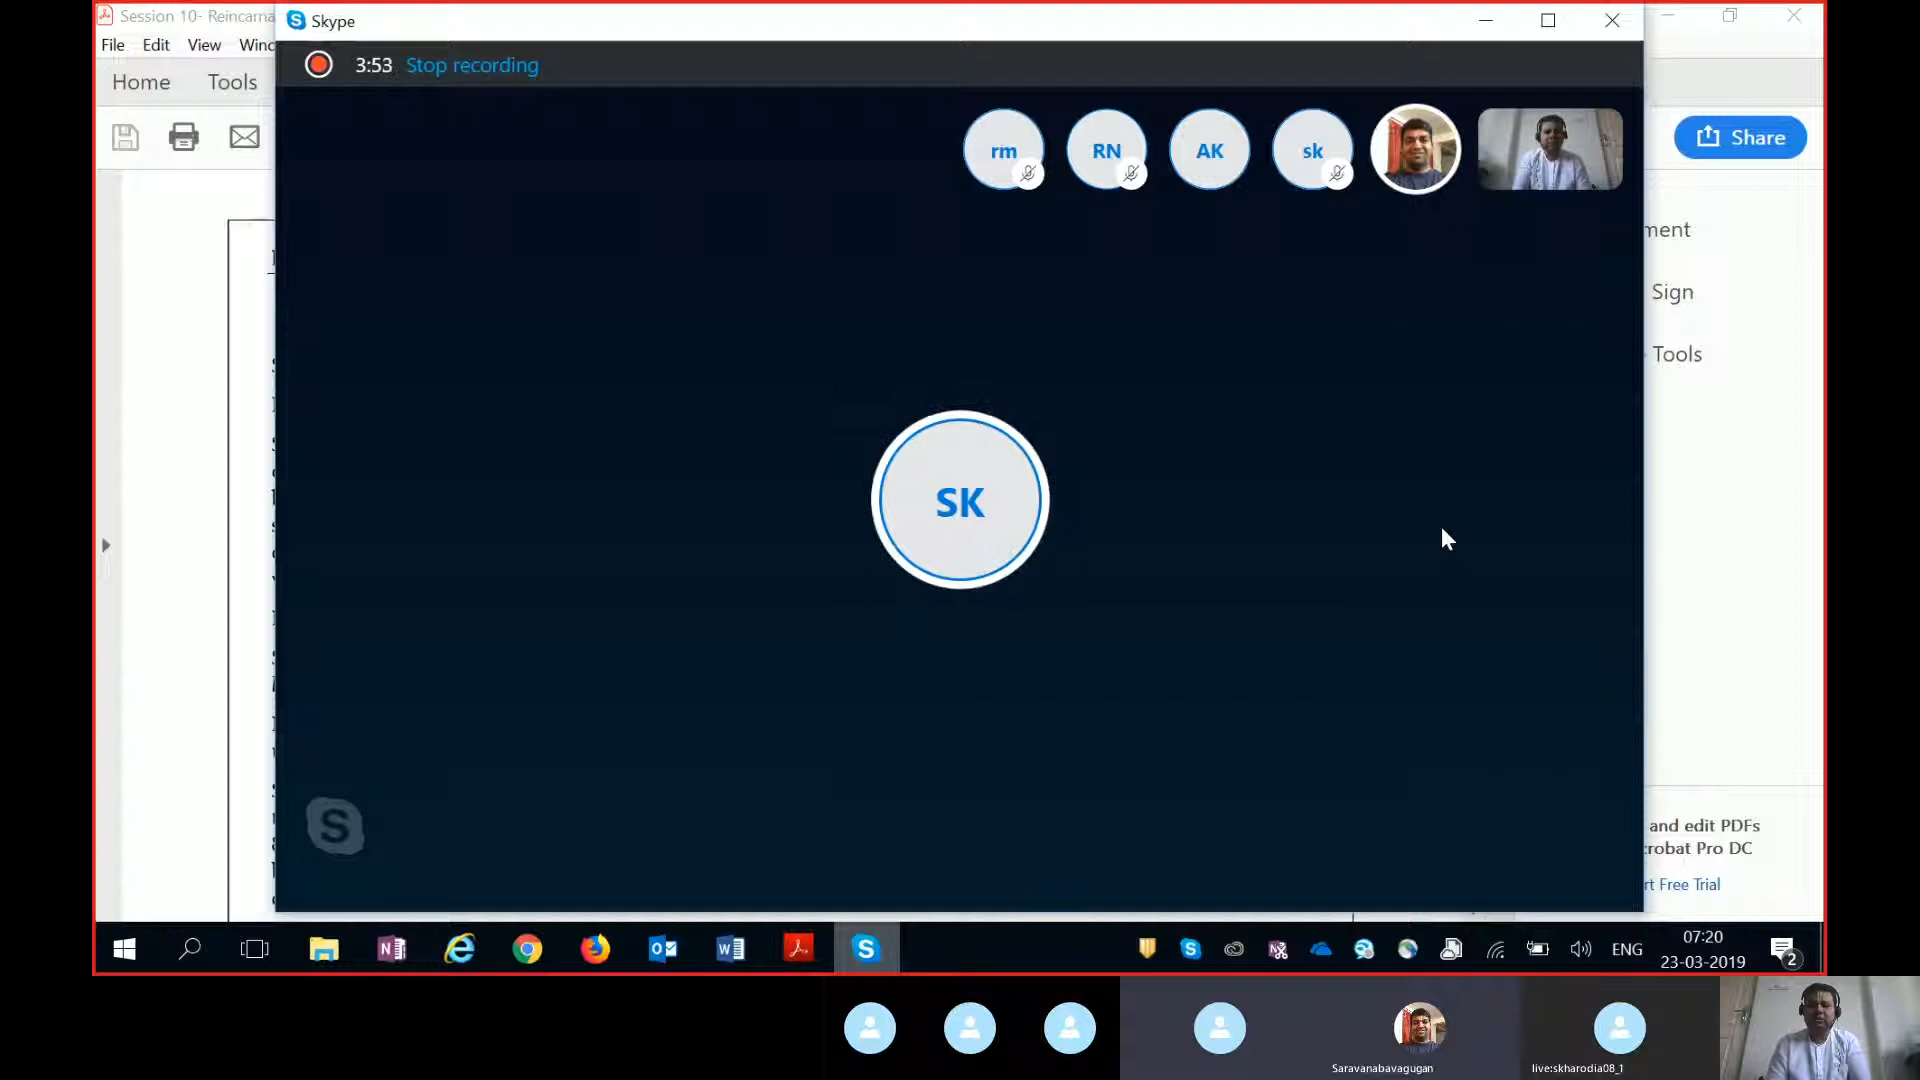 Session 10- Reincarna
Skype
File Edit View Winc
3:53 Stop recording
Home Tools
rm RN AK sk
Share
ment
Sign
Tools
SK
S
and edit PDFs
crobat Pro DC
rt Free Trial
ENG
07:20
23-03-2019
2
Saravanabavagugan
live:skharodia08_1